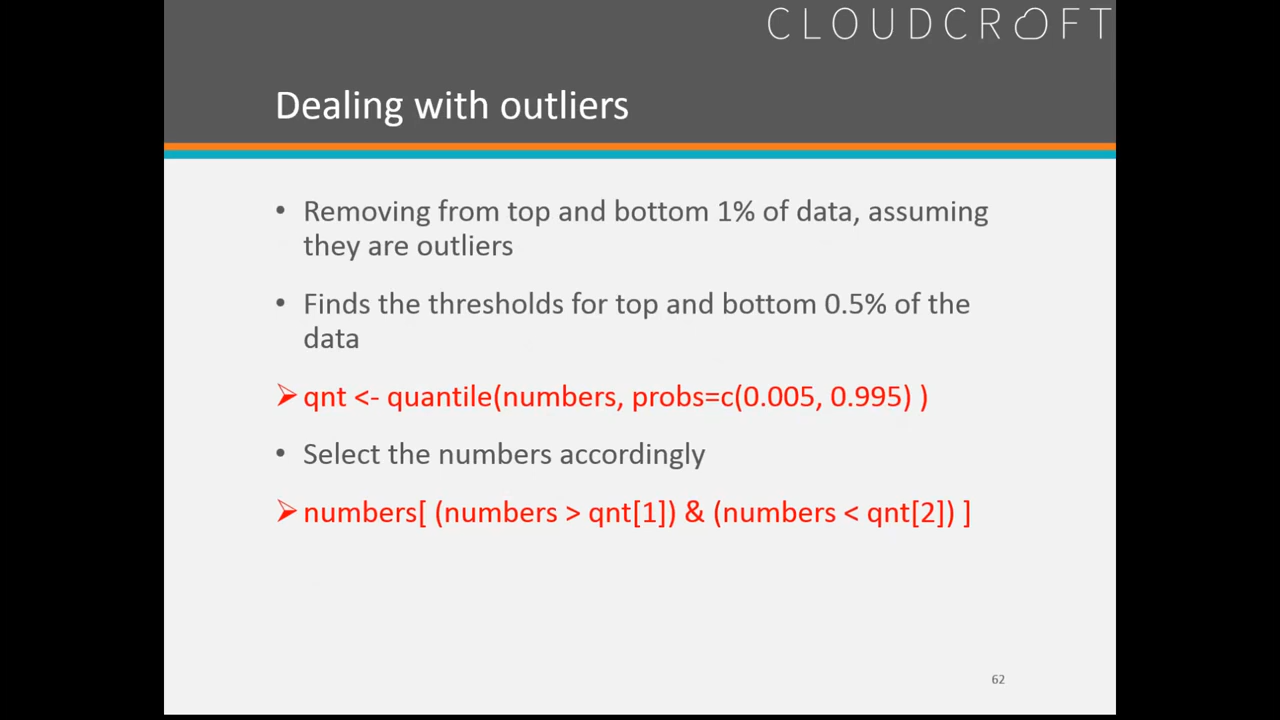 CLOUDCROFT
Dealing with outliers
• Removing from top and bottom 1% of data, assuming
they are outliers
• Finds the thresholds for top and bottom 0.5% of the
data
➢ qnt <- quantile(numbers, probs=c(0.005, 0.995) )
• Select the numbers accordingly
➢ numbers[ (numbers > qnt[1]) & (numbers < qnt[2]) ]
62